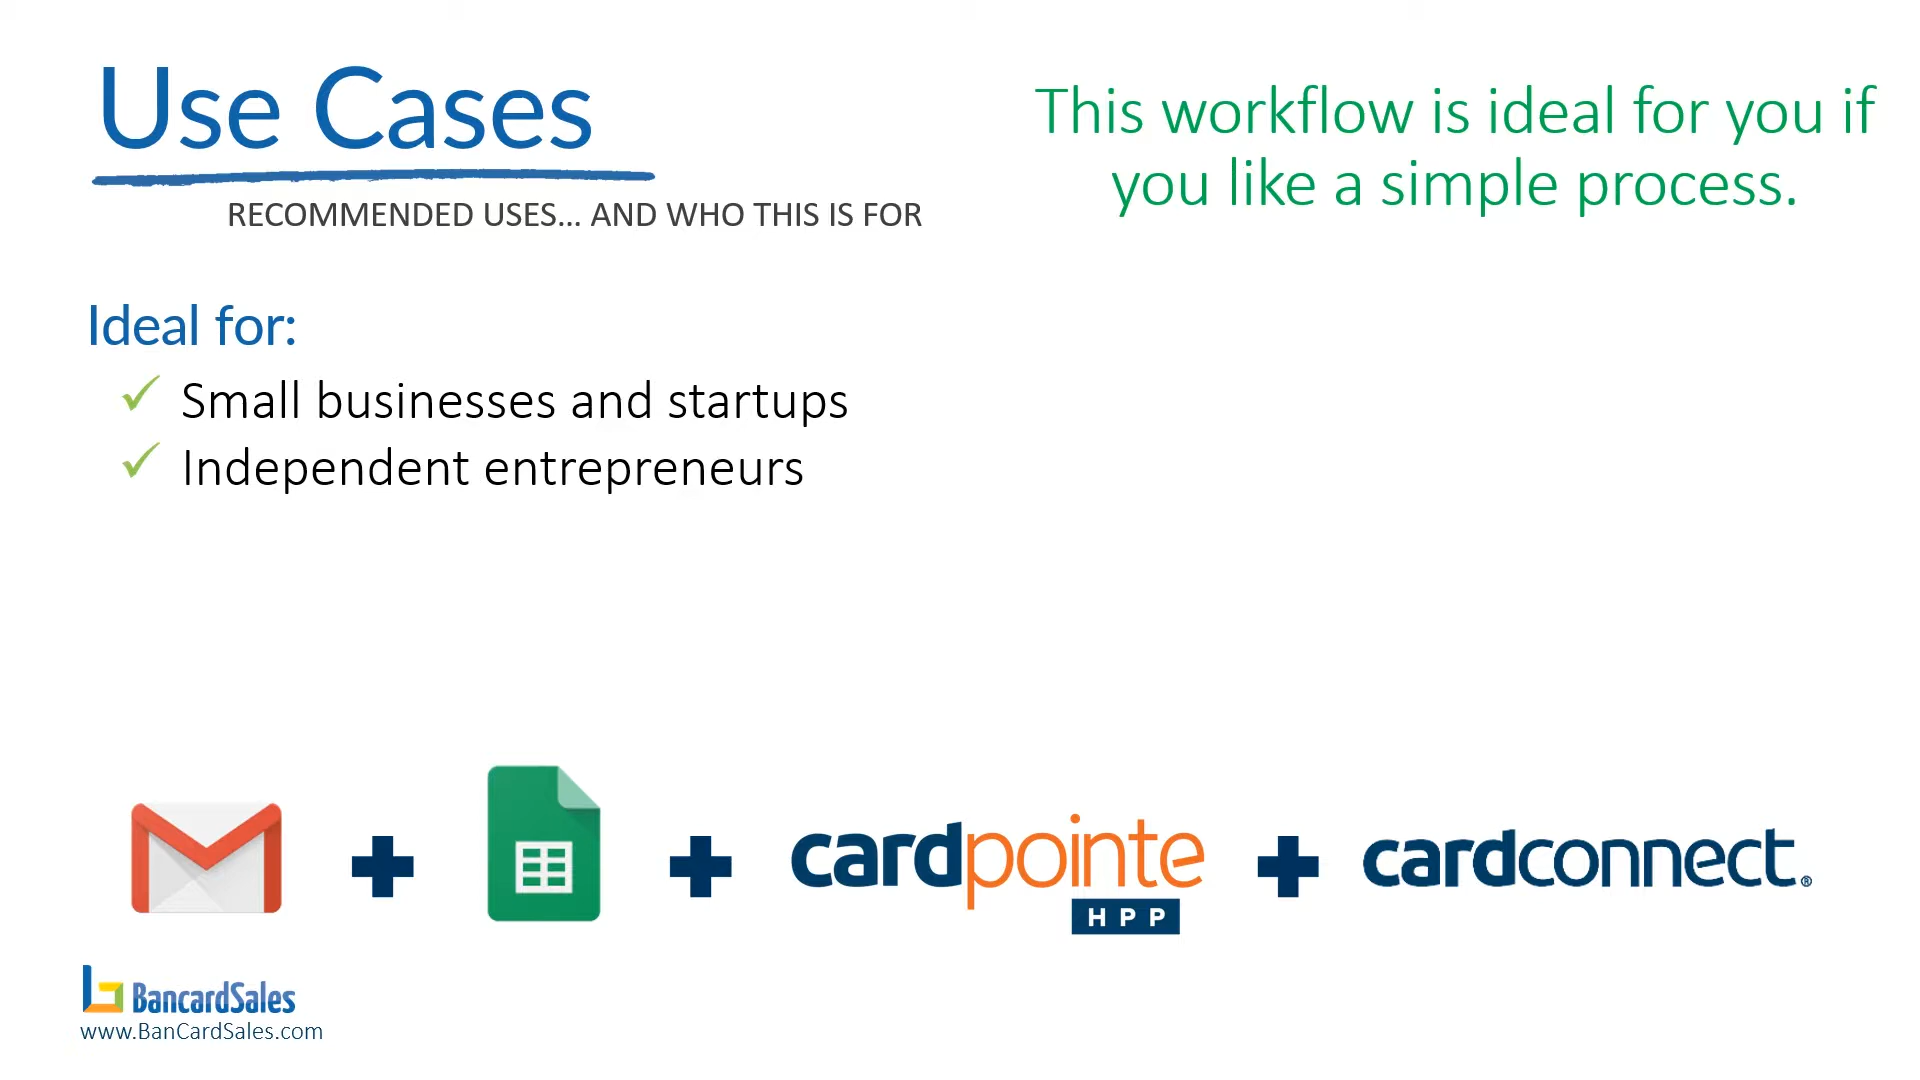 Use Cases
RECOMMENDED USES... AND WHO THIS IS FOR
This workflow is ideal for you if
you like a simple process.
Ideal for:
✓ Small businesses and startups
✓ Independent entrepreneurs
cardpointe
HPP
cardconnect®
BancardSales
www.BanCardSales.com